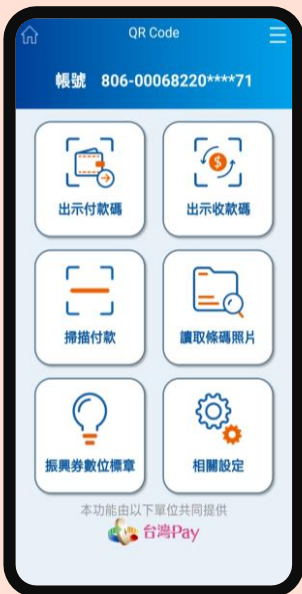 QR Code
帳號 806-00068220****71
出示付款碼
出示收款碼
掃描付款
讀取條碼照片
振興券數位標章
相關設定
本功能由以下單位共同提供
台灣Pay